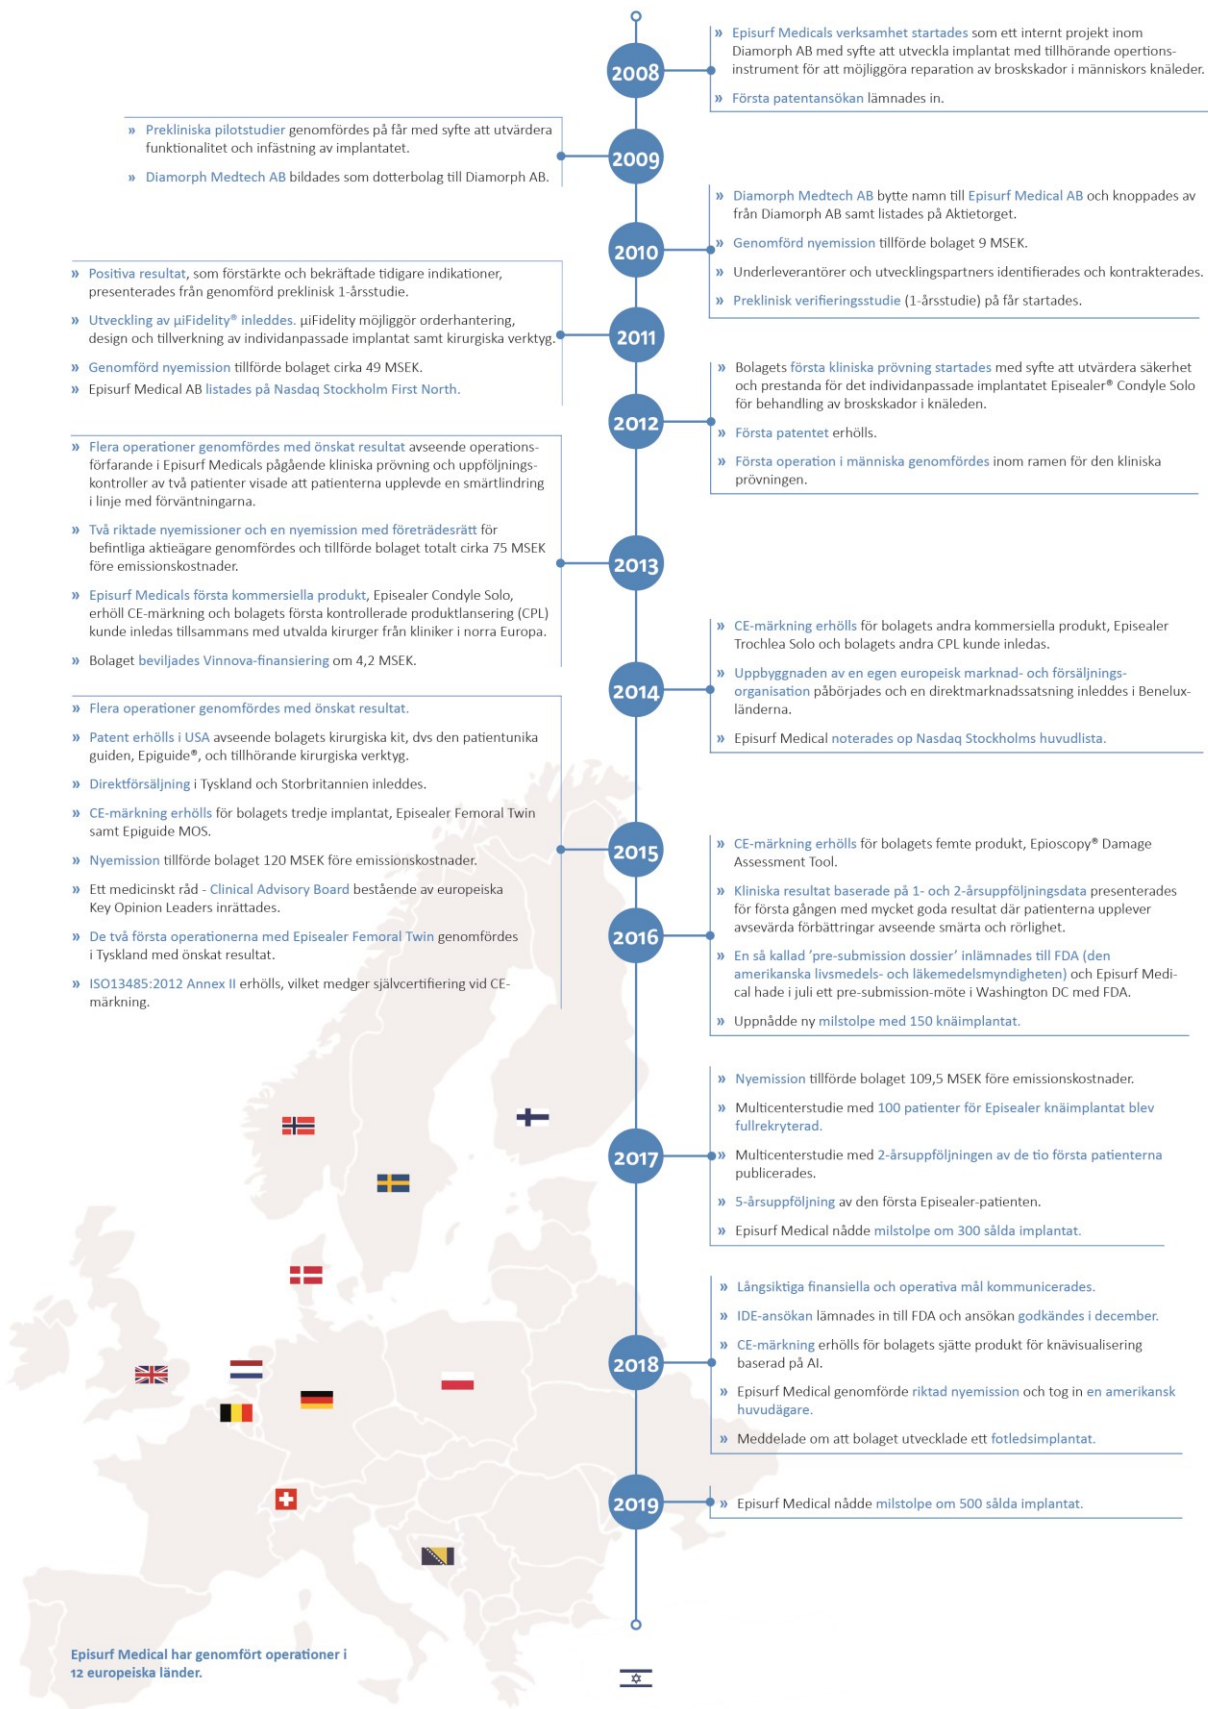 2008
» Episurf Medicals verksamhet startades som ett internt projekt inom
Diamorph AB med syfte att utveckla implantat med tillhörande opertions-
instrument för att möjliggöra reparation av broskskador i människors knäleder.
» Första patentansökan lämnades in.
2009
» Prekliniska pilotstudier genomfördes på får med syfte att utvärdera
funktionalitet och infästning av implantatet.
» Diamorph Medtech AB bildades som dotterbolag till Diamorph AB.
2010
» Diamorph Medtech AB bytte namn till Episurf Medical AB och knoppades av
från Diamorph AB samt listades på Aktietorget.
» Genomförd nyemission tillförde bolaget 9 MSEK.
» Underleverantörer och utvecklingspartners identifierades och kontrakterades.
» Preklinisk verifieringsstudie (1-årsstudie) på får startades.
2011
» Positiva resultat, som förstärkte och bekräftade tidigare indikationer,
presenterades från genomförd preklinisk 1-årsstudie.
» Utveckling av µiFidelity® inleddes. µiFidelity möjliggör orderhantering,
design och tillverkning av individanpassade implantat samt kirurgiska verktyg.
» Genomförd nyemission tillförde bolaget cirka 49 MSEK.
» Episurf Medical AB listades på Nasdaq Stockholm First North.
2012
» Bolagets första kliniska prövning startades med syfte att utvärdera säkerhet
och prestanda för det individanpassade implantatet Episealer® Condyle Solo
för behandling av broskskador i knäleden.
» Första patentet erhölls.
» Första operation i människa genomfördes inom ramen för den kliniska
prövningen.
2013
» Flera operationer genomfördes med önskat resultat avseende operations-
förfarande i Episurf Medicals pågående kliniska prövning och uppföljnings-
kontroller av två patienter visade att patienterna upplevde en smärtlindring
i linje med förväntningarna.
» Två riktade nyemissioner och en nyemission med företrädesrätt för
befintliga aktieägare genomfördes och tillförde bolaget totalt cirka 75 MSEK
före emissionskostnader.
» Episurf Medicals första kommersiella produkt, Episealer Condyle Solo,
erhöll CE-märkning och bolagets första kontrollerade produktlansering (CPL)
kunde inledas tillsammans med utvalda kirurger från kliniker i norra Europa.
» Bolaget beviljades Vinnova-finansiering om 4,2 MSEK.
2014
» CE-märkning erhölls för bolagets andra kommersiella produkt, Episealer
Trochlea Solo och bolagets andra CPL kunde inledas.
» Uppbyggnaden av en egen europeisk marknad- och försäljnings-
organisation påbörjades och en direktmarknadssatsning inleddes i Benelux-
länderna.
» Episurf Medical noterades op Nasdaq Stockholms huvudlista.
2015
» Flera operationer genomfördes med önskat resultat.
» Patent erhölls i USA avseende bolagets kirurgiska kit, dvs den patentunika
guiden, Epiguide®, och tillhörande kirurgiska verktyg.
» Direktförsäljning i Tyskland och Storbritannien inleddes.
» CE-märkning erhölls för bolagets tredje implantat, Episealer Femoral Twin
samt Epiguide MOS.
» Nyemission tillförde bolaget 120 MSEK före emissionskostnader.
» Ett medicinskt råd - Clinical Advisory Board bestående av europeiska
Key Opinion Leaders inrättades.
» De två första operationerna med Episealer Femoral Twin genomfördes
i Tyskland med önskat resultat.
» ISO13485:2012 Annex II erhölls, vilket medger självcertifiering vid CE-
märkning.
2016
» CE-märkning erhölls för bolagets femte produkt, Epioscopy® Damage
Assessment Tool.
» Kliniska resultat baserade på 1- och 2-årsuppföljningsdata presenterades
för första gången med mycket goda resultat där patienterna upplever
avsevärda förbättringar avseende smärta och rörlighet.
» En så kallad ’pre-submission dossier’ inlämnades till FDA (den
amerikanska livsmedels- och läkemedelsmyndigheten) och Episurf Medi-
cal hade i juli ett pre-submission-möte i Washington DC med FDA.
» Uppnådde ny milstolpe med 150 knäimplantat.
2017
» Nyemission tillförde bolaget 109,5 MSEK före emissionskostnader.
» Multicenterstudie med 100 patienter för Episealer knäimplantat blev
fullrekryterad.
» Multicenterstudie med 2-årsuppföljningen av de tio första patienterna
publicerades.
» 5-årsuppföljning av den första Episealer-patienten.
» Episurf Medical nådde milstolpe om 300 sålda implantat.
2018
» Långsiktiga finansiella och operativa mål kommunicerades.
» IDE-ansökan lämnades in till FDA och ansökan godkändes i december.
» CE-märkning erhölls för bolagets sjätte produkt för knävisualisering
baserad på AI.
» Episurf Medical genomförde riktad nyemission och tog in en amerikansk
huvudägare.
» Meddelade om att bolaget utvecklade ett fotledsimplantat.
2019
» Episurf Medical nådde milstolpe om 500 sålda implantat.
Episurf Medical har genomfört operationer i
12 europeiska länder.